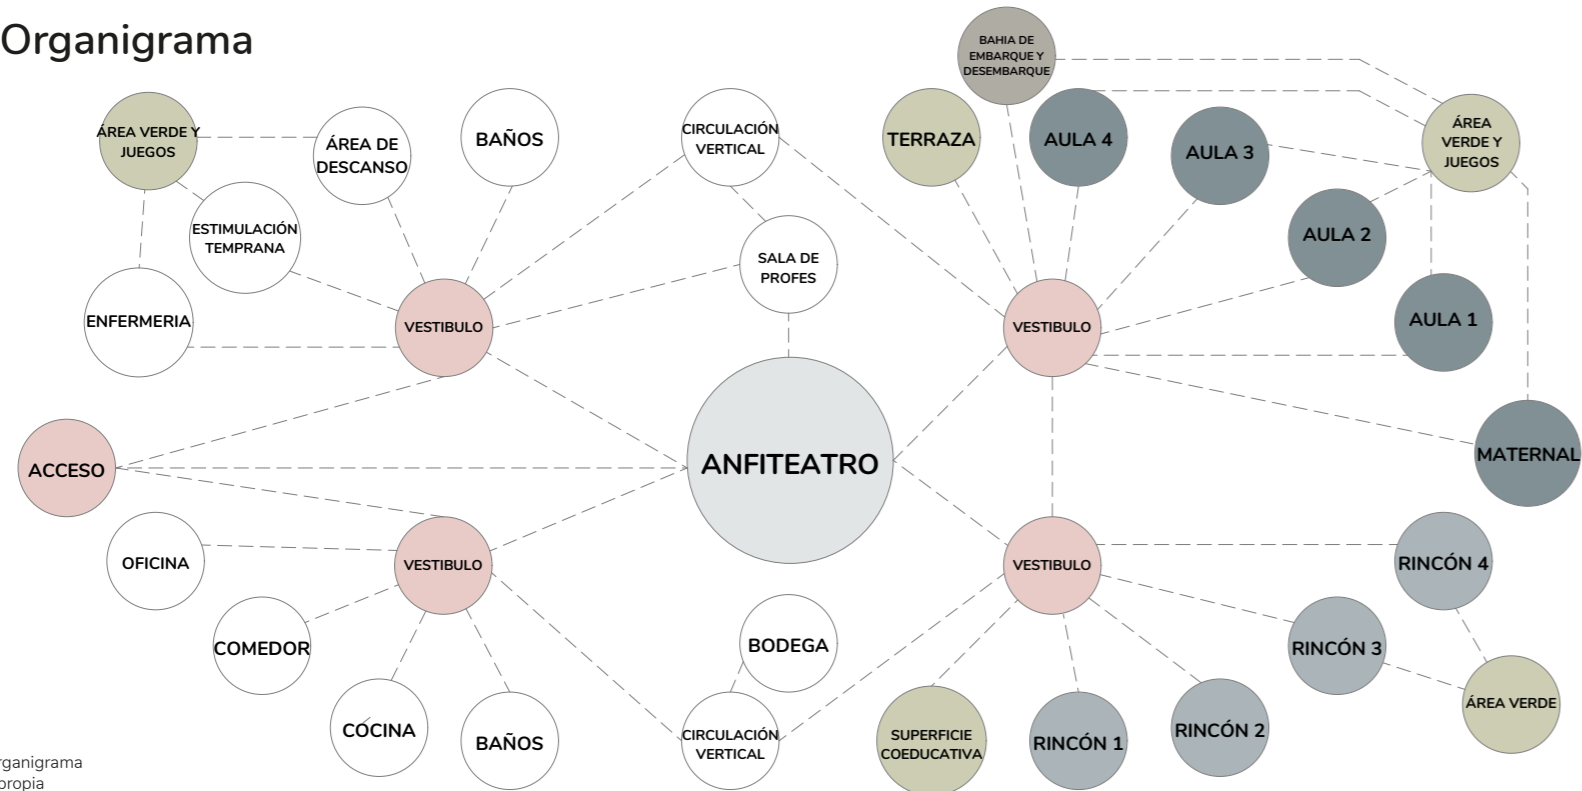 Organigrama
BAHIA DE
EMBARQUE Y
DESEMBARQUE
ÁREA VERDE Y
JUEGOS
ÁREA DE
DESCANSO
BAÑOS
CIRCULACIÓN
VERTICAL
TERRAZA
AULA 4
AULA 3
ÁREA
VERDE Y
JUEGOS
ESTIMULACIÓN
TEMPRANA
SALA DE
PROFES
AULA 2
ENFERMERIA
VESTIBULO
VESTIBULO
AULA 1
ACCESO
ANFITEATRO
MATERNAL
OFICINA
VESTIBULO
VESTIBULO
RINCÓN 4
COMEDOR
BODEGA
RINCÓN 3
COCINA
BAÑOS
CIRCULACIÓN
VERTICAL
SUPERFICIE
COEDUCATIVA
RINCÓN 1
RINCÓN 2
ÁREA VERDE
rganigrama
propia